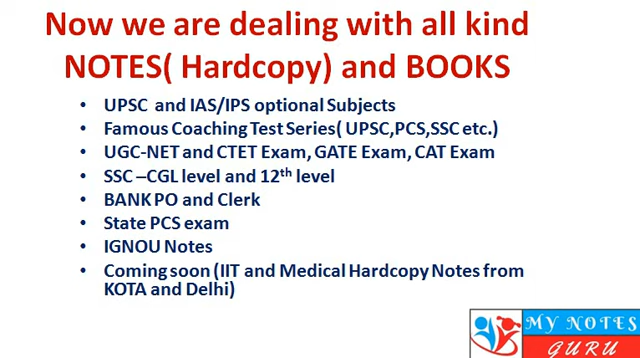 Now we are dealing with all kind
NOTES( Hardcopy) and BOOKS
• UPSC and IAS/IPS optional Subjects
• Famous Coaching Test Series( UPSC,PCS,SSC etc.)
• UGC-NET and CTET Exam, GATE Exam, CAT Exam
• SSC –CGL level and 12th level
• BANK PO and Clerk
• State PCS exam
• IGNOU Notes
• Coming soon (IIT and Medical Hardcopy Notes from
KOTA and Delhi)
MY NOTES
GURU